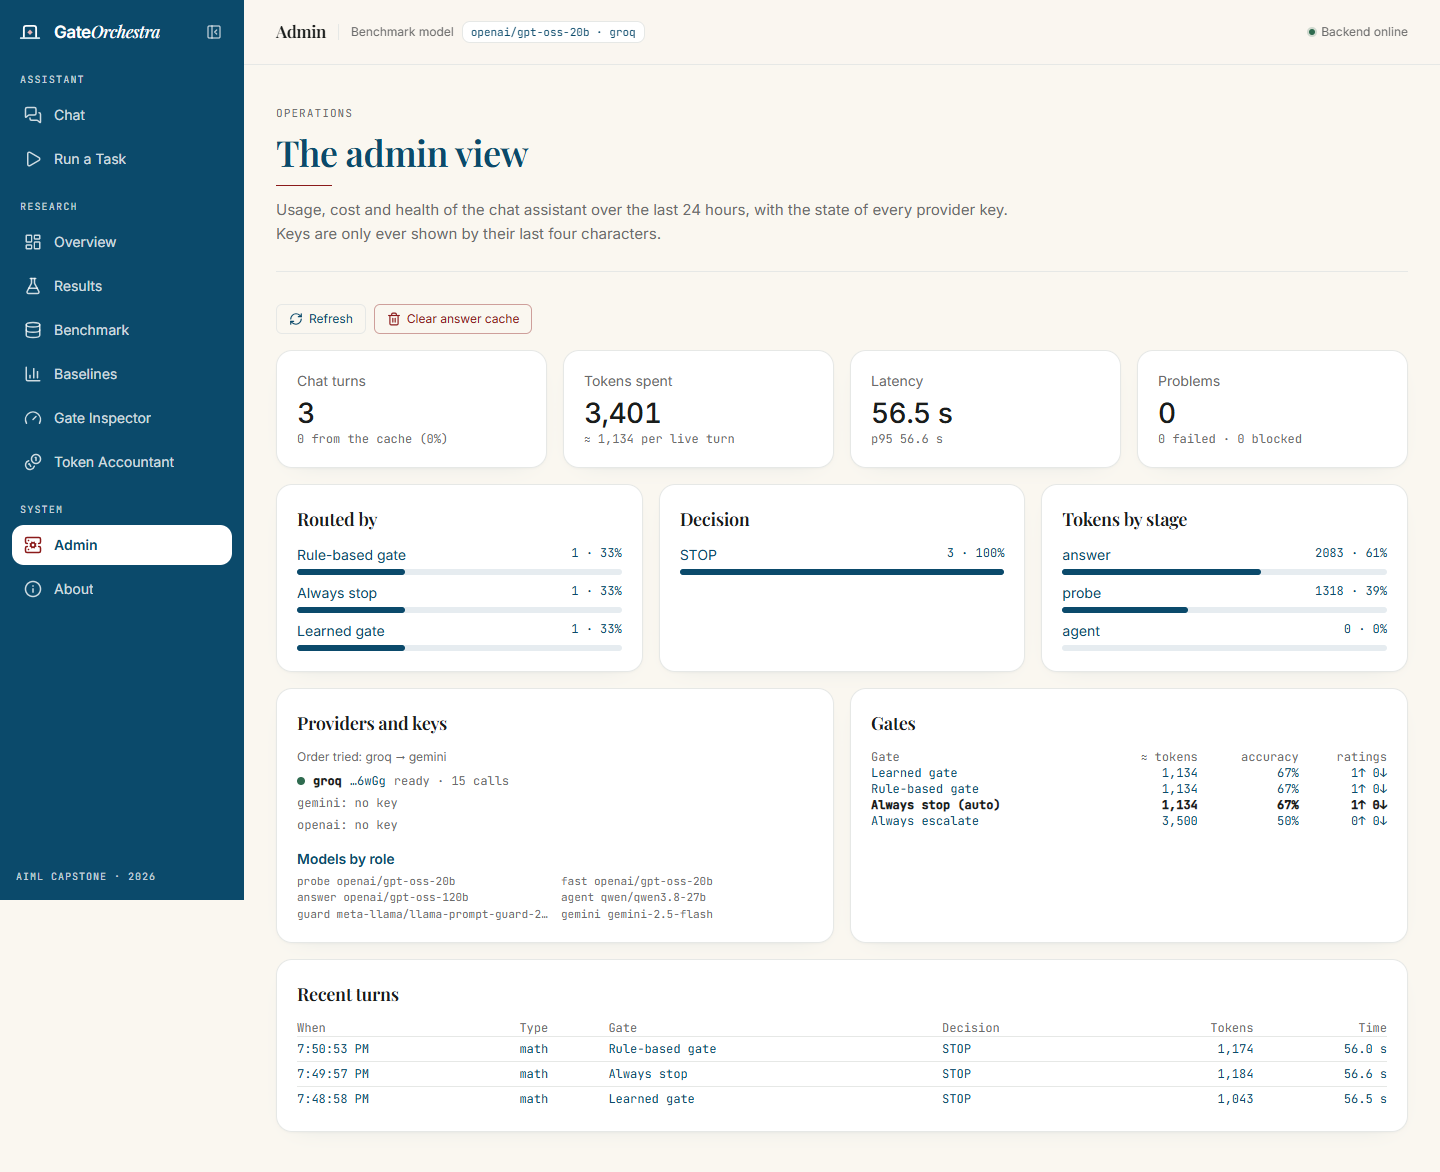 GateOrchestra
ASSISTANT
Chat
Run a Task
RESEARCH
Overview
Results
Benchmark
Baselines
Gate Inspector
Token Accountant
SYSTEM
Admin
About
AIML CAPSTONE · 2026
Admin Benchmark model openai/gpt-oss-20b · groq Backend online
OPERATIONS
The admin view
Usage, cost and health of the chat assistant over the last 24 hours, with the state of every provider key.
Keys are only ever shown by their last four characters.
Refresh Clear answer cache
Chat turns
3
0 from the cache (0%)
Tokens spent
3,401
≈ 1,134 per live turn
Latency
56.5 s
p95 56.6 s
Problems
0
0 failed · 0 blocked
Routed by
Rule-based gate 1 · 33%
Always stop 1 · 33%
Learned gate 1 · 33%
Decision
STOP 3 · 100%
Tokens by stage
answer 2083 · 61%
probe 1318 · 39%
agent 0 · 0%
Providers and keys
Order tried: groq → gemini
groq …6wGg ready · 15 calls
gemini: no key
openai: no key
Models by role
probe openai/gpt-oss-20b fast openai/gpt-oss-20b
answer openai/gpt-oss-120b agent qwen/qwen3.8-27b
guard meta-llama/llama-prompt-guard-2… gemini gemini-2.5-flash
Gates
Gate ≈ tokens accuracy ratings
Learned gate 1,134 67% 1↑ 0↓
Rule-based gate 1,134 67% 1↑ 0↓
Always stop (auto) 1,134 67% 1↑ 0↓
Always escalate 3,500 50% 0↑ 0↓
Recent turns
When Type Gate Decision Tokens Time
7:50:53 PM math Rule-based gate STOP 1,174 56.0 s
7:49:57 PM math Always stop STOP 1,184 56.6 s
7:48:58 PM math Learned gate STOP 1,043 56.5 s